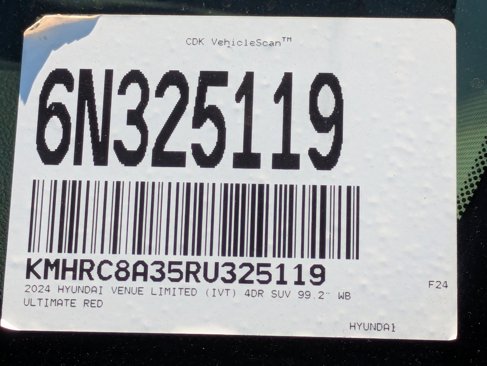 CDK VehicleScan™
6N325119
KMHRC8A35RU325119
2024 HYUNDAI VENUE LIMITED (IVT) 4DR SUV 99.2" WB
F24
ULTIMATE RED
HYUNDAI